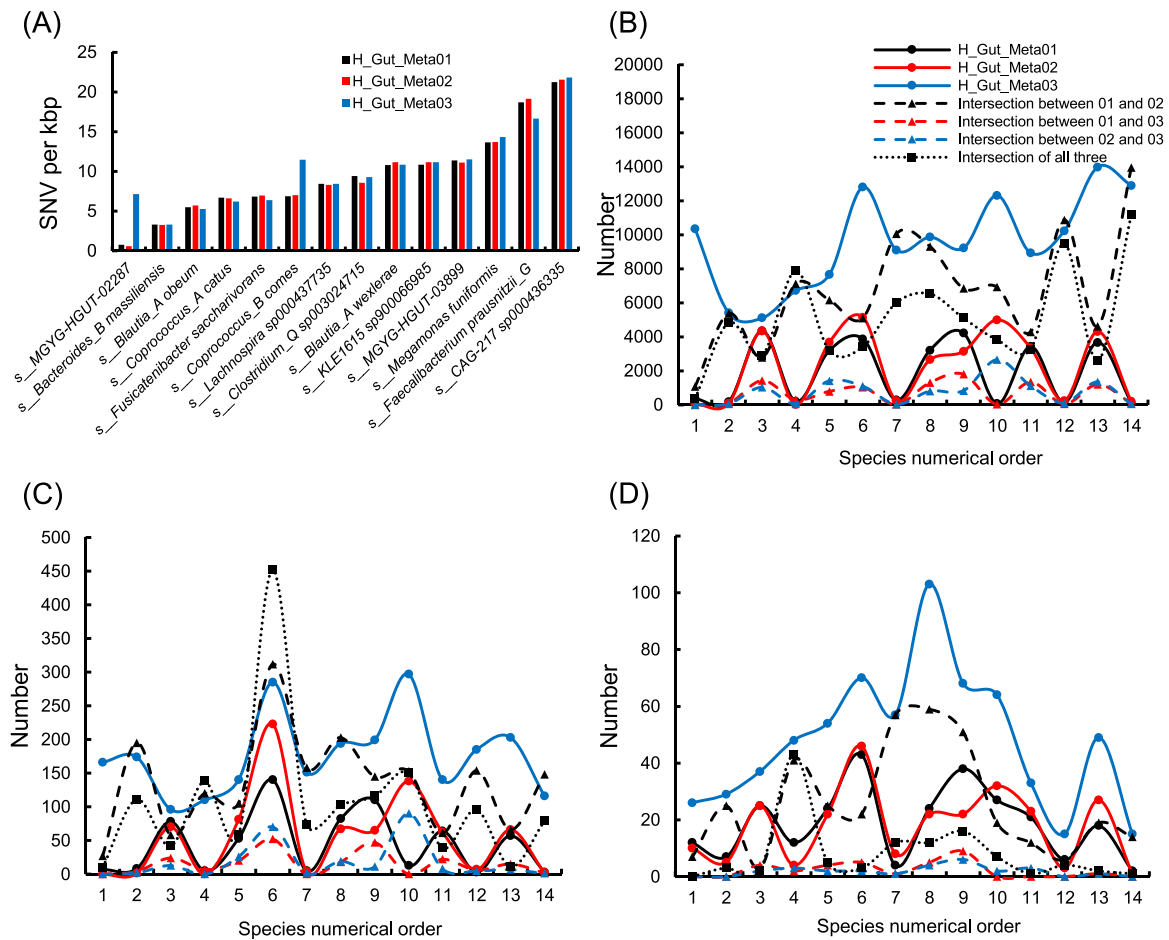 (A)
25
20
15
10
5
0
SNV per kbp
H_Gut_Meta01
H_Gut_Meta02
H_Gut_Meta03
s__MGYG-HGUT-02287
s__Bacteroides_B massiliensis
s__Blautia_A obeum
s__Coprococcus_A catus
s__Fusicatenibacter saccharivorans
s__Coprococcus_B comes
s__Lachnospira sp000437735
s__Clostridium_Q sp003024715
s__Blautia_A wexlerae
s__KLE1615 sp900066985
s__MGYG-HGUT-03899
s__Megamonas funiformis
s__Faecalibacterium prausnitzii_G
s__CAG-217 sp000436335
(B)
H_Gut_Meta01
H_Gut_Meta02
H_Gut_Meta03
Intersection between 01 and 02
Intersection between 01 and 03
Intersection between 02 and 03
Intersection of all three
20000
18000
16000
14000
12000
10000
8000
6000
4000
2000
0
Number
1 2 3 4 5 6 7 8 9 10 11 12 13 14
Species numerical order
(C)
500
450
400
350
300
250
200
150
100
50
0
Number
1 2 3 4 5 6 7 8 9 10 11 12 13 14
Species numerical order
(D)
120
100
80
60
40
20
0
Number
1 2 3 4 5 6 7 8 9 10 11 12 13 14
Species numerical order